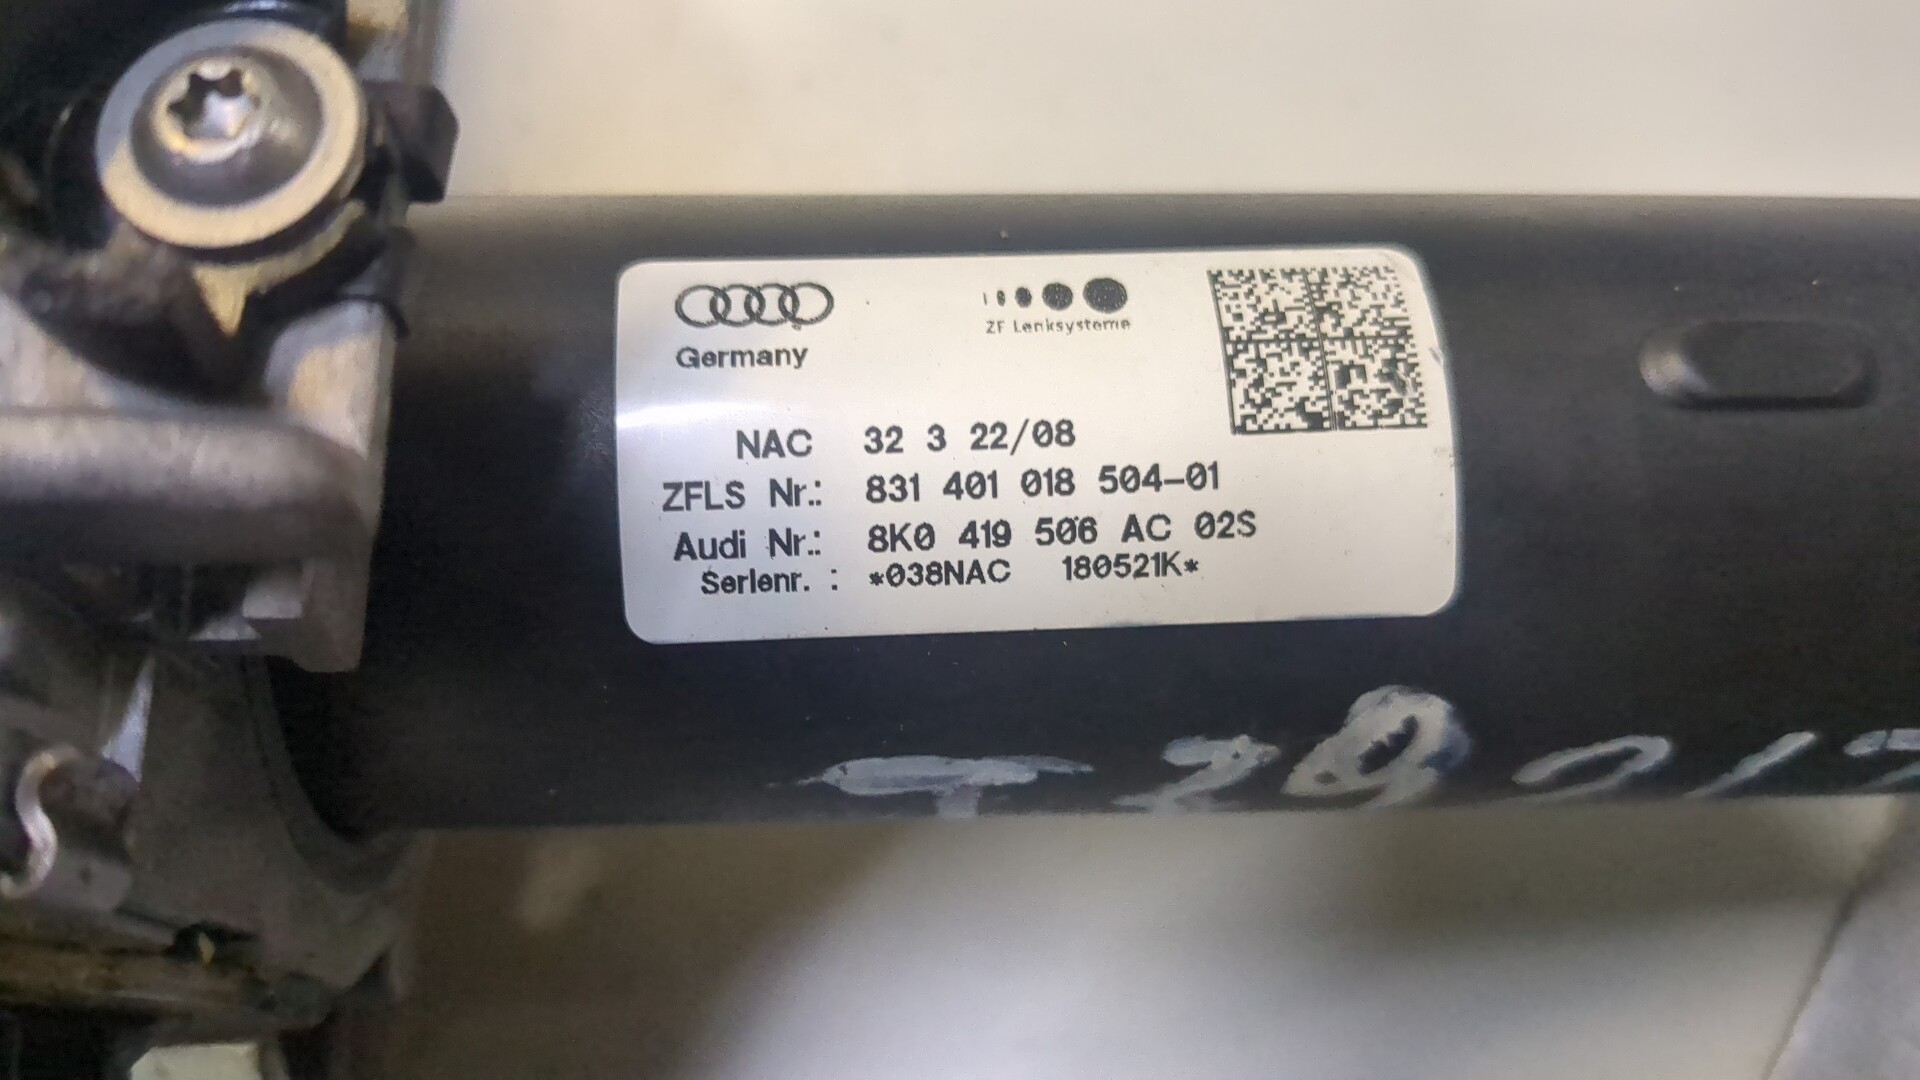 ZF Lenksysteme
Germany
NAC 32 3 22/08
ZFLS Nr.: 831 401 018 504-01
Audi Nr.: 8K0 419 506 AC 02S
Serienr. : *038NAC 180521K*